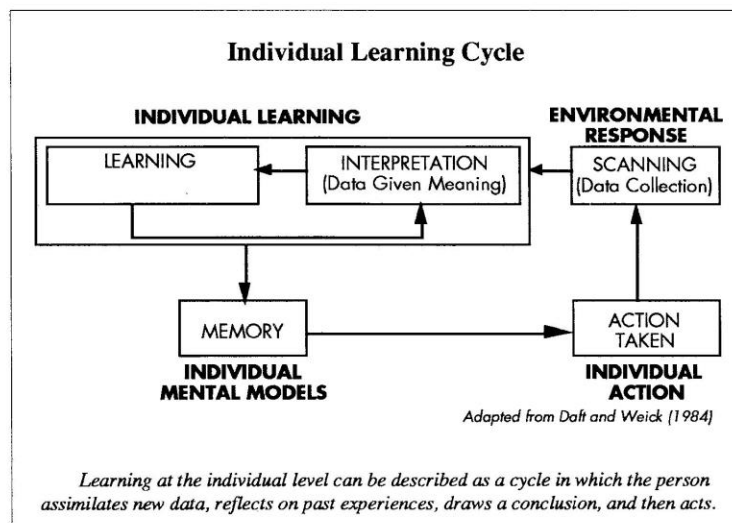 Individual Learning Cycle
INDIVIDUAL LEARNING
ENVIRONMENTAL
RESPONSE
LEARNING
INTERPRETATION
(Data Given Meaning)
SCANNING
(Data Collection)
MEMORY
ACTION
TAKEN
INDIVIDUAL
MENTAL MODELS
INDIVIDUAL
ACTION
Adapted from Daft and Weick (1984)
Learning at the individual level can be described as a cycle in which the person
assimilates new data, reflects on past experiences, draws a conclusion, and then acts.